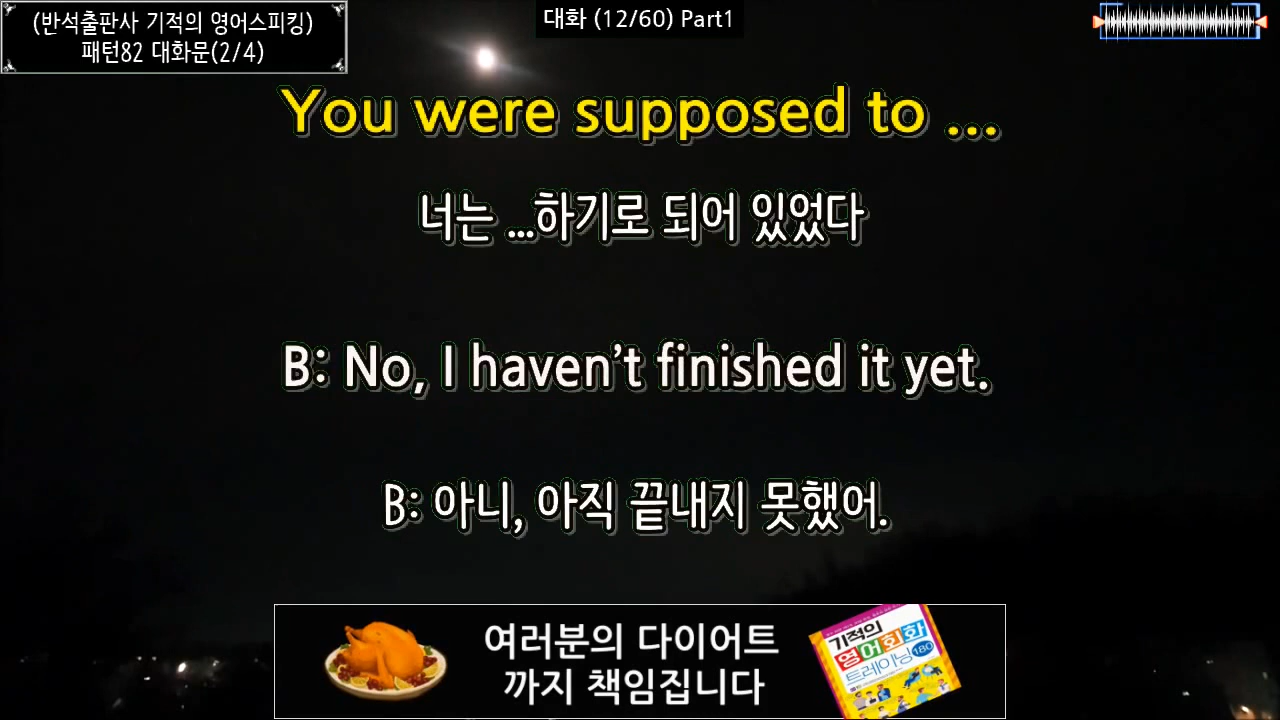 (반석출판사 기적의 영어스피킹)
패턴82 대화문(2/4)
대화 (12/60) Part1
You were supposed to ...
너는 ...하기로 되어 있었다
B: No, I haven’t finished it yet.
B: 아니, 아직 끝내지 못했어.
여러분의 다이어트
까지 책임집니다
기적의
영어회화
트레이닝 180